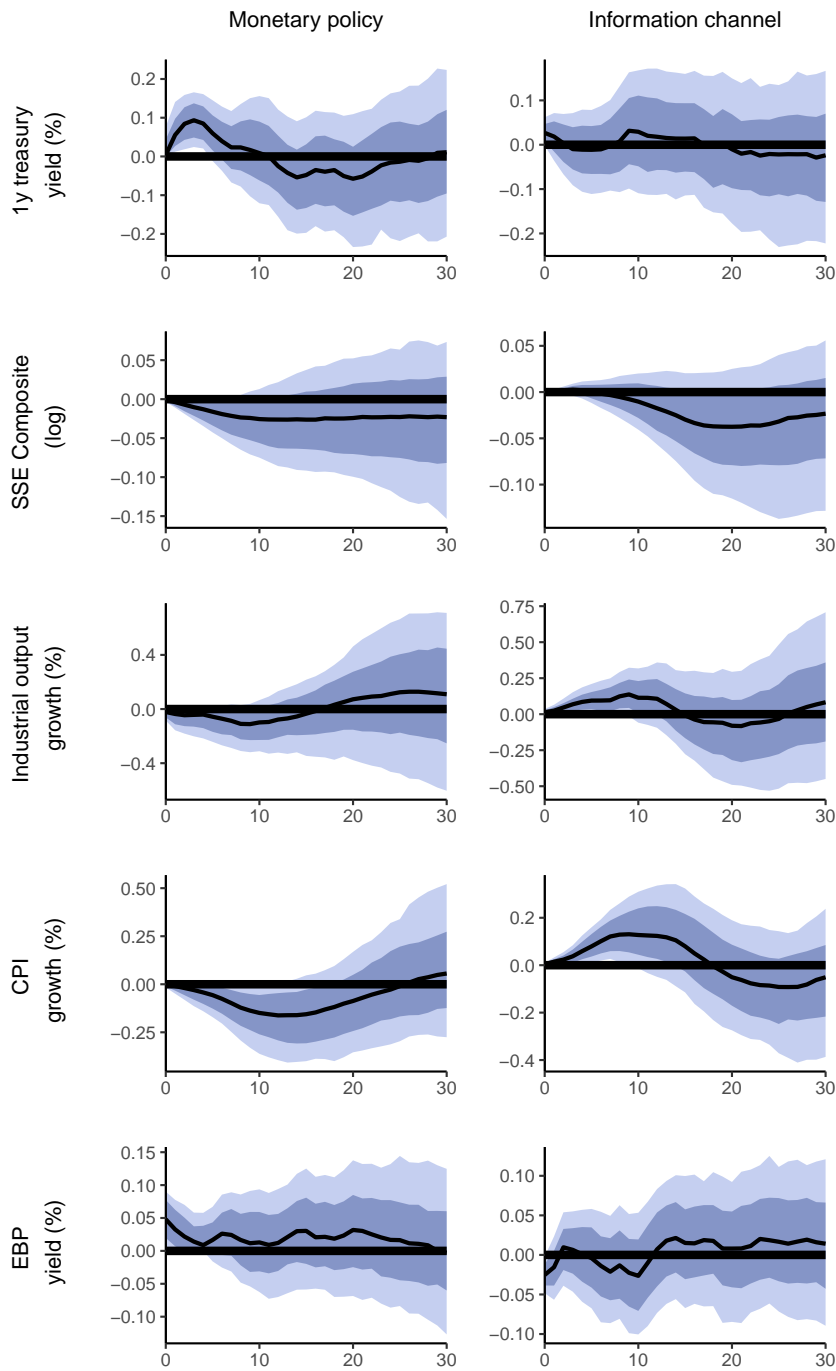 Monetary policy
Information channel
1y treasury
yield (%)
0.2
0.1
0.0
−0.1
−0.2
0 10 20 30
0.1
0.0
−0.1
−0.2
0 10 20 30
SSE Composite
(log)
0.05
0.00
−0.05
−0.10
−0.15
0 10 20 30
0.05
0.00
−0.05
−0.10
0 10 20 30
Industrial output
growth (%)
0.4
0.0
−0.4
0 10 20 30
0.75
0.50
0.25
0.00
−0.25
−0.50
0 10 20 30
CPI
growth (%)
0.50
0.25
0.00
−0.25
0 10 20 30
0.2
0.0
−0.2
−0.4
0 10 20 30
EBP
yield (%)
0.15
0.10
0.05
0.00
−0.05
−0.10
0 10 20 30
0.10
0.05
0.00
−0.05
−0.10
0 10 20 30